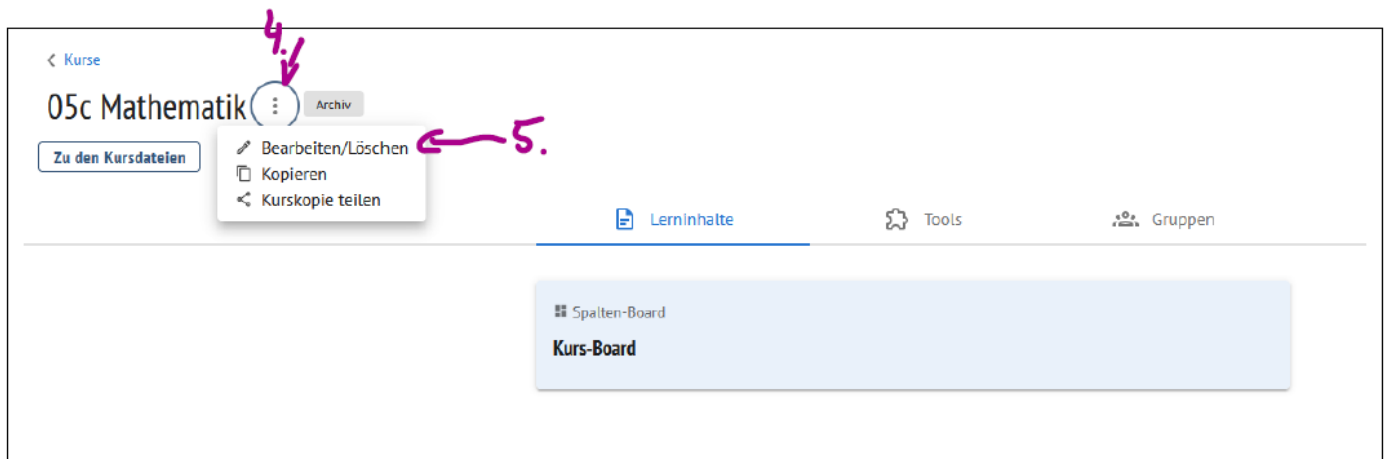 4.
Kurse
05c Mathematik
Archiv
Zu den Kursdateien
Bearbeiten/Löschen
5.
Kopieren
Kurskopie teilen
Lerninhalte
Tools
Gruppen
Spalten-Board
Kurs-Board